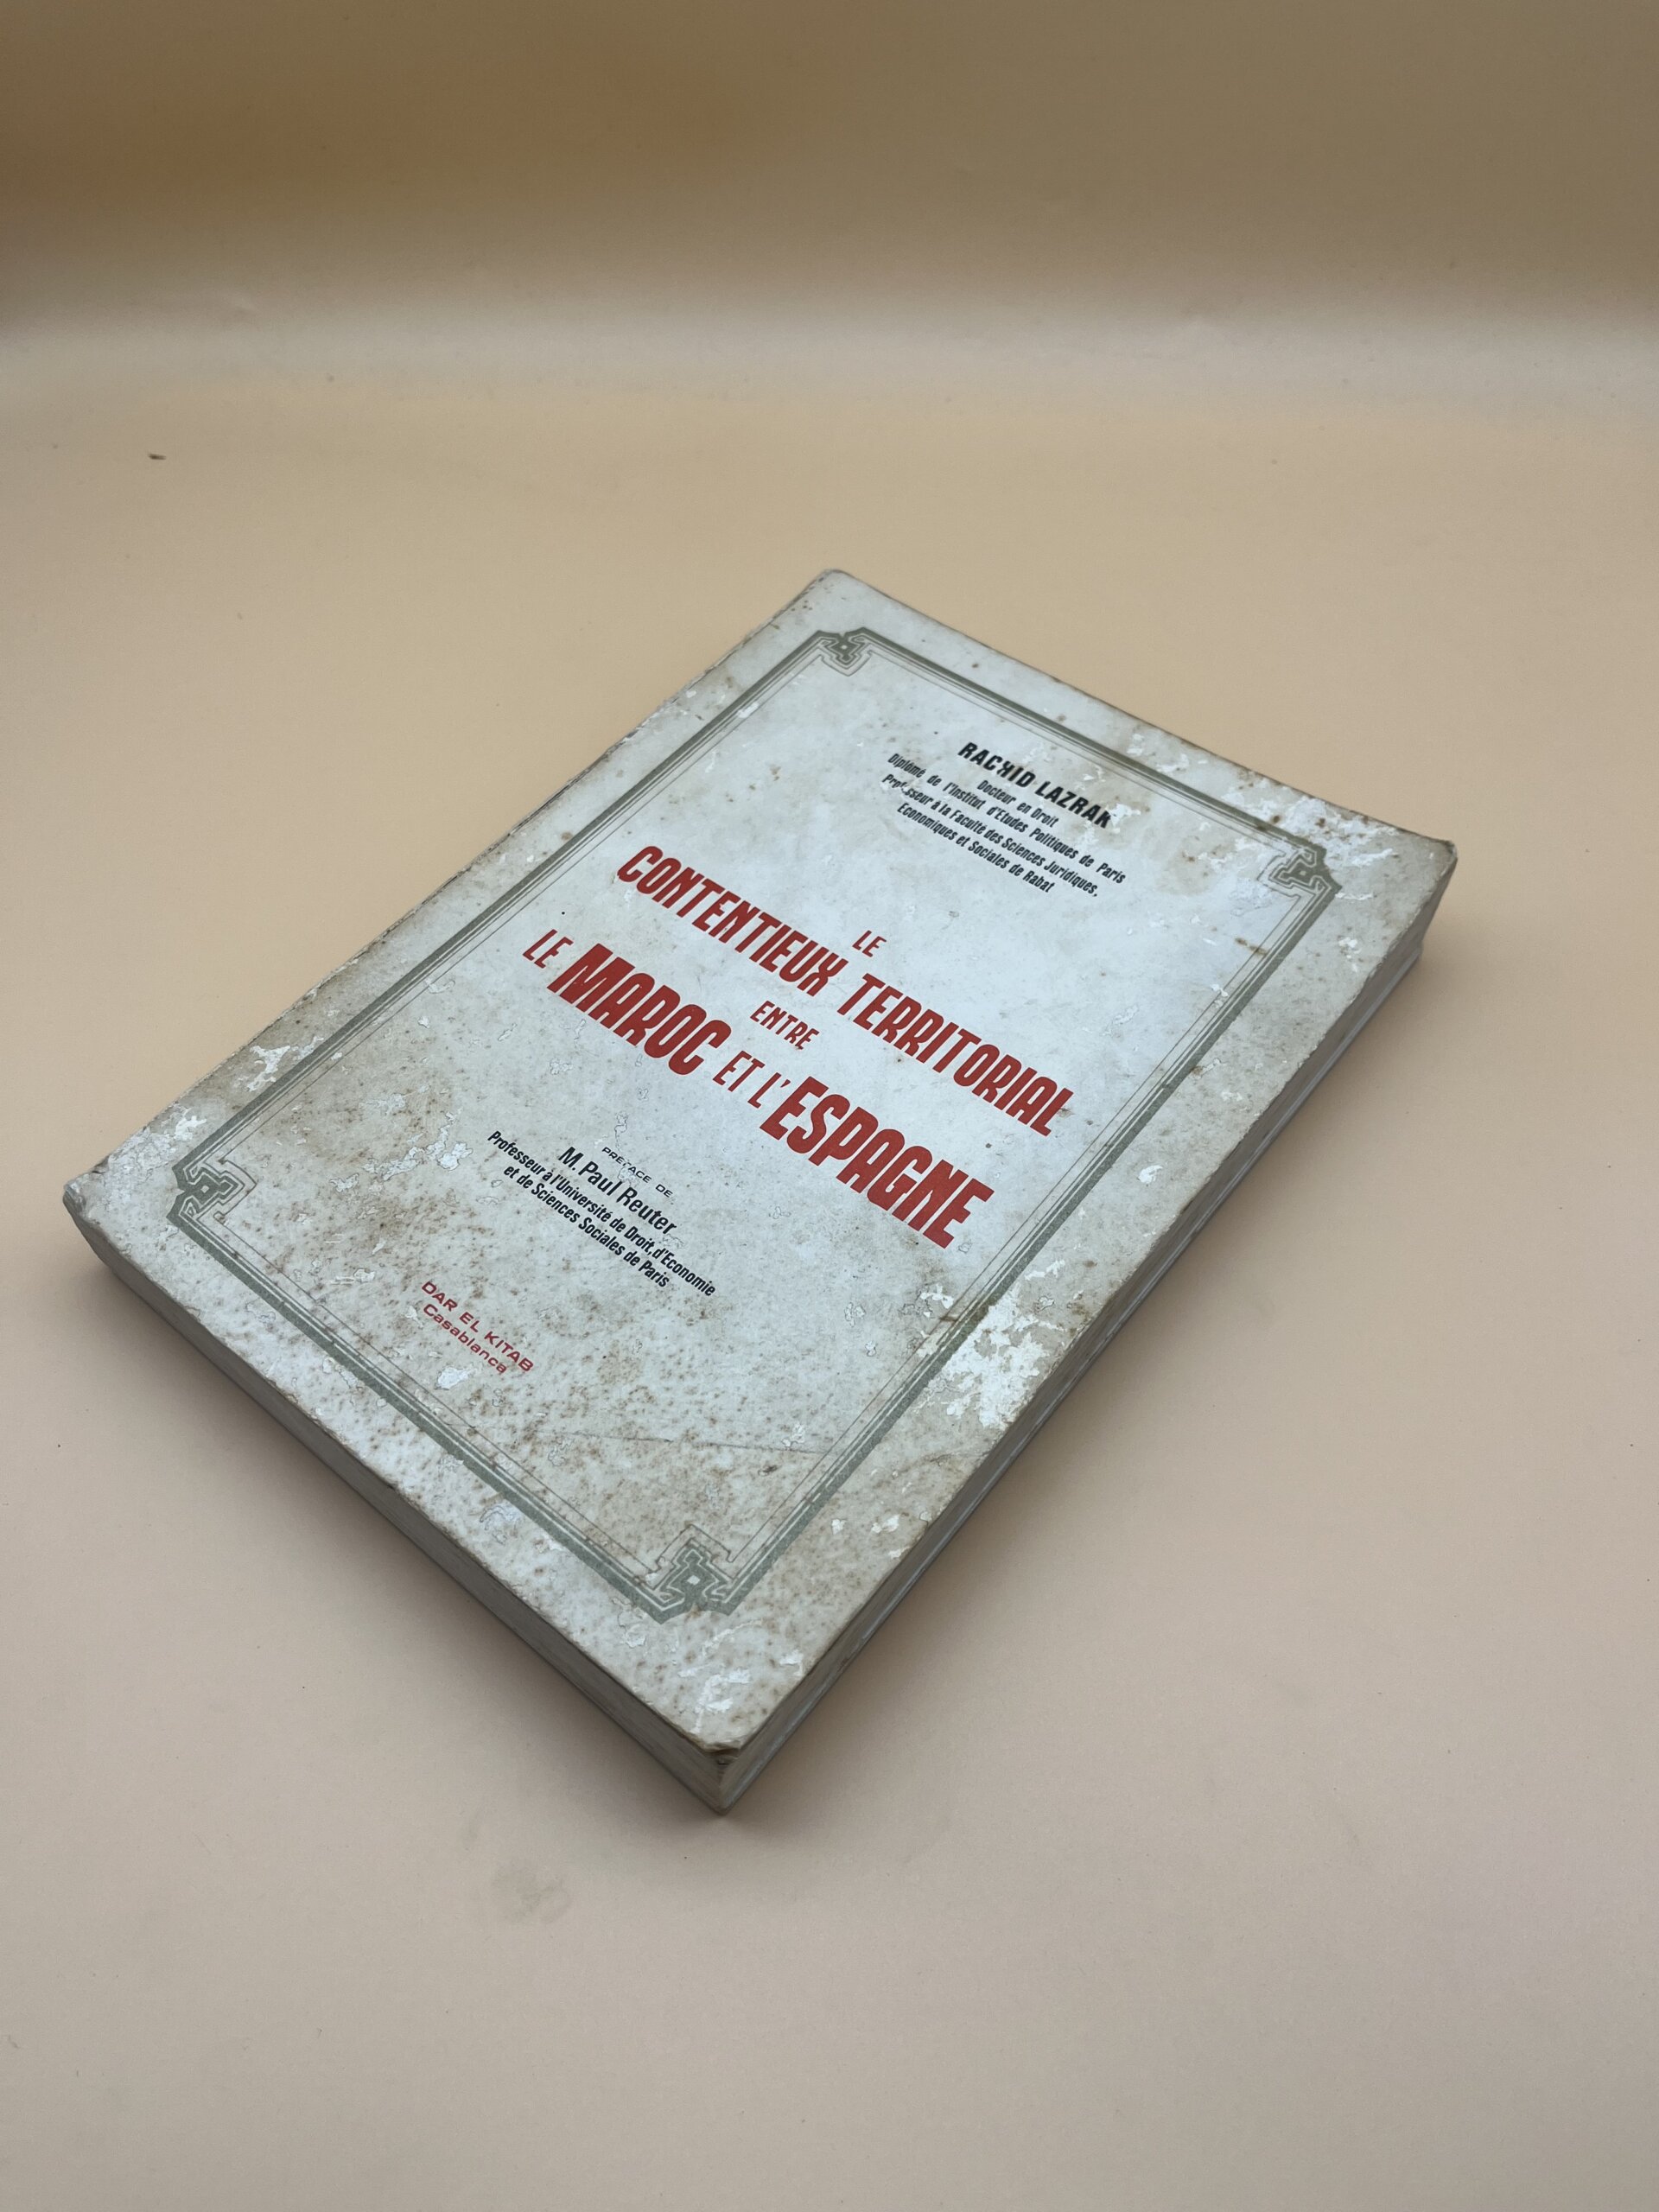 RACHID LAZRAK
Docteur en Droit
Diplômé de l'Institut d'Etudes Politiques de Paris
Professeur à la Faculté des Sciences Juridiques,
Economiques et Sociales de Rabat
LE
CONTENTIEUX TERRITORIAL
ENTRE
LE MAROC ET L'ESPAGNE
PREFACE DE
M. Paul Reuter
Professeur à l'Université de Droit, d'Economie
et de Sciences Sociales de Paris
DAR EL KITAB
Casablanca